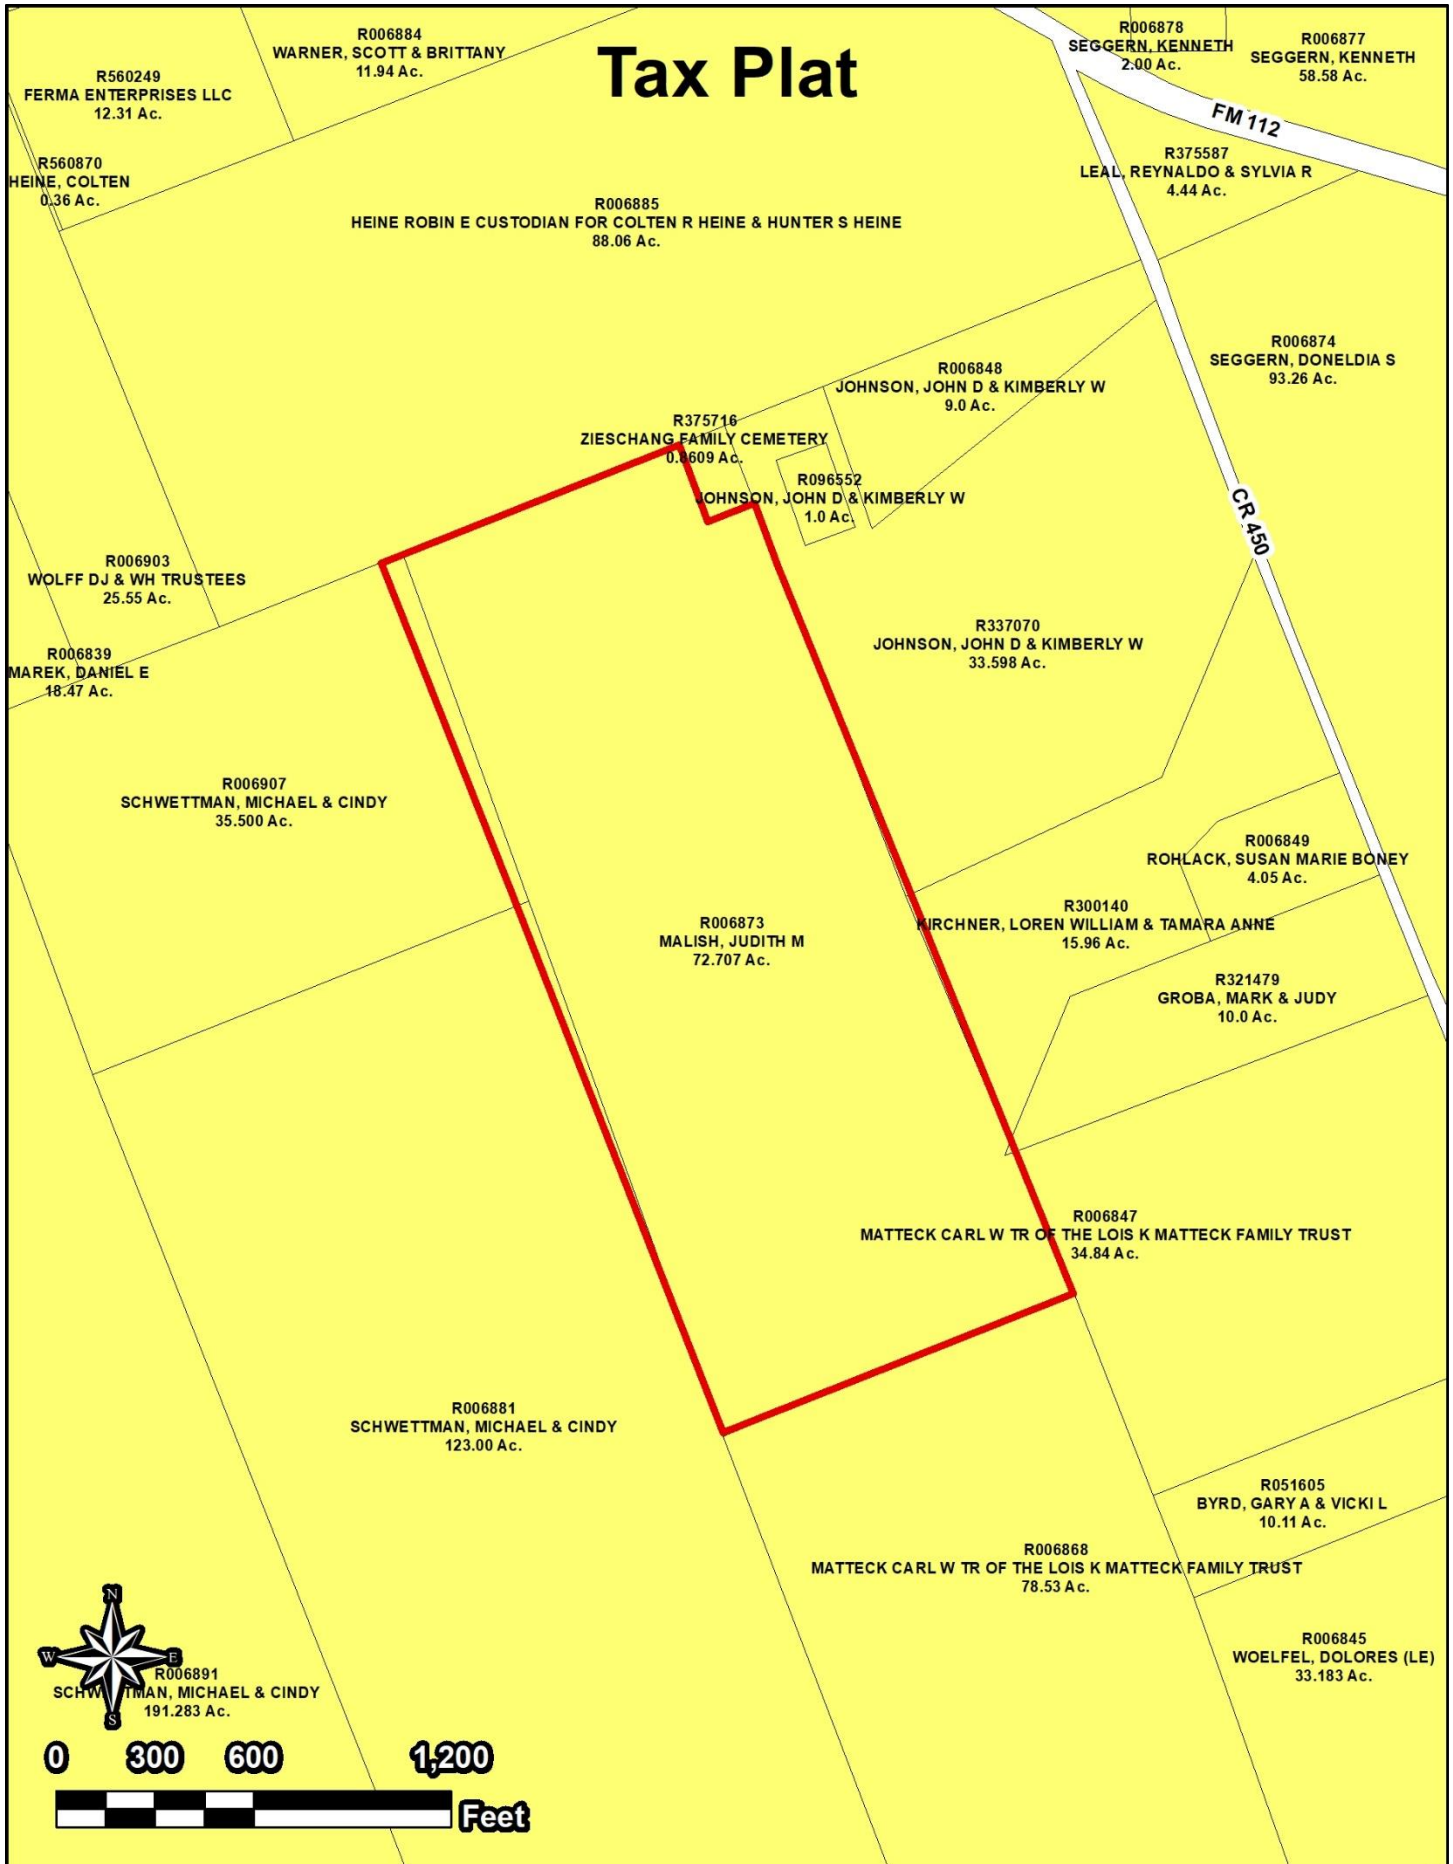 Tax Plat
R006884
WARNER, SCOTT & BRITTANY
11.94 Ac.
R560249
FERMA ENTERPRISES LLC
12.31 Ac.
R006878
SEGGERN, KENNETH
2.00 Ac.
R006877
SEGGERN, KENNETH
58.58 Ac.
FM 112
R560870
HEINE, COLTEN
0.36 Ac.
R375587
LEAL, REYNALDO & SYLVIA R
4.44 Ac.
R006885
HEINE ROBIN E CUSTODIAN FOR COLTEN R HEINE & HUNTER S HEINE
88.06 Ac.
R006874
SEGGERN, DONELDIA S
93.26 Ac.
R006848
JOHNSON, JOHN D & KIMBERLY W
9.0 Ac.
R375716
ZIESCHANG FAMILY CEMETERY
0.8609 Ac.
R096552
JOHNSON, JOHN D & KIMBERLY W
1.0 Ac.
CR 450
R006903
WOLFF DJ & WH TRUSTEES
25.55 Ac.
R006839
MAREK, DANIEL E
18.47 Ac.
R337070
JOHNSON, JOHN D & KIMBERLY W
33.598 Ac.
R006907
SCHWETTMAN, MICHAEL & CINDY
35.500 Ac.
R006849
ROHLACK, SUSAN MARIE BONEY
4.05 Ac.
R006873
MALISH, JUDITH M
72.707 Ac.
R300140
KIRCHNER, LOREN WILLIAM & TAMARA ANNE
15.96 Ac.
R321479
GROBA, MARK & JUDY
10.0 Ac.
R006847
MATTECK CARL W TR OF THE LOIS K MATTECK FAMILY TRUST
34.84 Ac.
R006881
SCHWETTMAN, MICHAEL & CINDY
123.00 Ac.
R051605
BYRD, GARY A & VICKI L
10.11 Ac.
R006868
MATTECK CARL W TR OF THE LOIS K MATTECK FAMILY TRUST
78.53 Ac.
R006845
WOELFEL, DOLORES (LE)
33.183 Ac.
N
W E
S
R006891
, MICHAEL & CINDY
191.283 Ac.
0 300 600 1,200
Feet